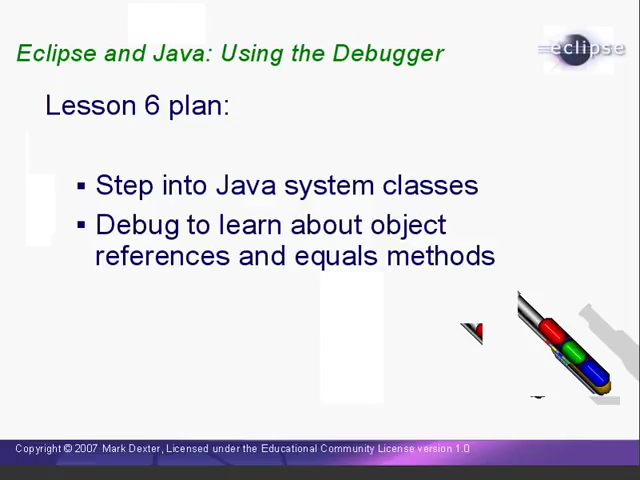 Eclipse and Java: Using the Debugger
eclipse
Lesson 6 plan:
▪ Step into Java system classes
▪ Debug to learn about object
references and equals methods
Copyright © 2007 Mark Dexter, Licensed under the Educational Community License version 1.0